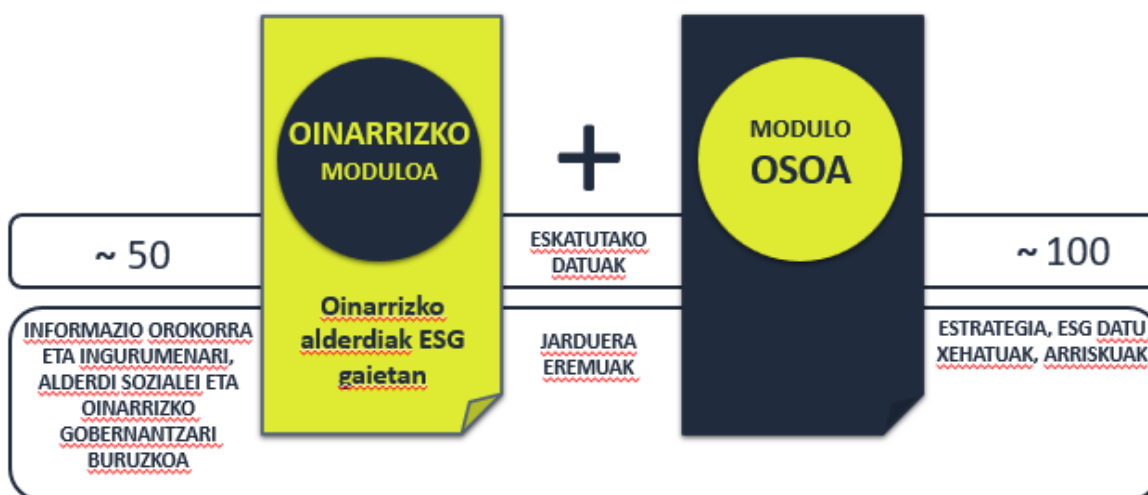 OINARRIZKO
MODULOA
+
MODULO
OSOA
~ 50
ESKATUTAKO
DATUAK
~ 100
Oinarrizko
alderdiak ESG
gaietan
INFORMAZIO OROKORRA
ETA INGURUMENARI,
ALDERDI SOZIALEI ETA
OINARRIZKO
GOBERNANTZARI
BURUZKOA
JARDUERA
EREMUAK
ESTRATEGIA, ESG DATU
XEHATUAK, ARRISKUAK